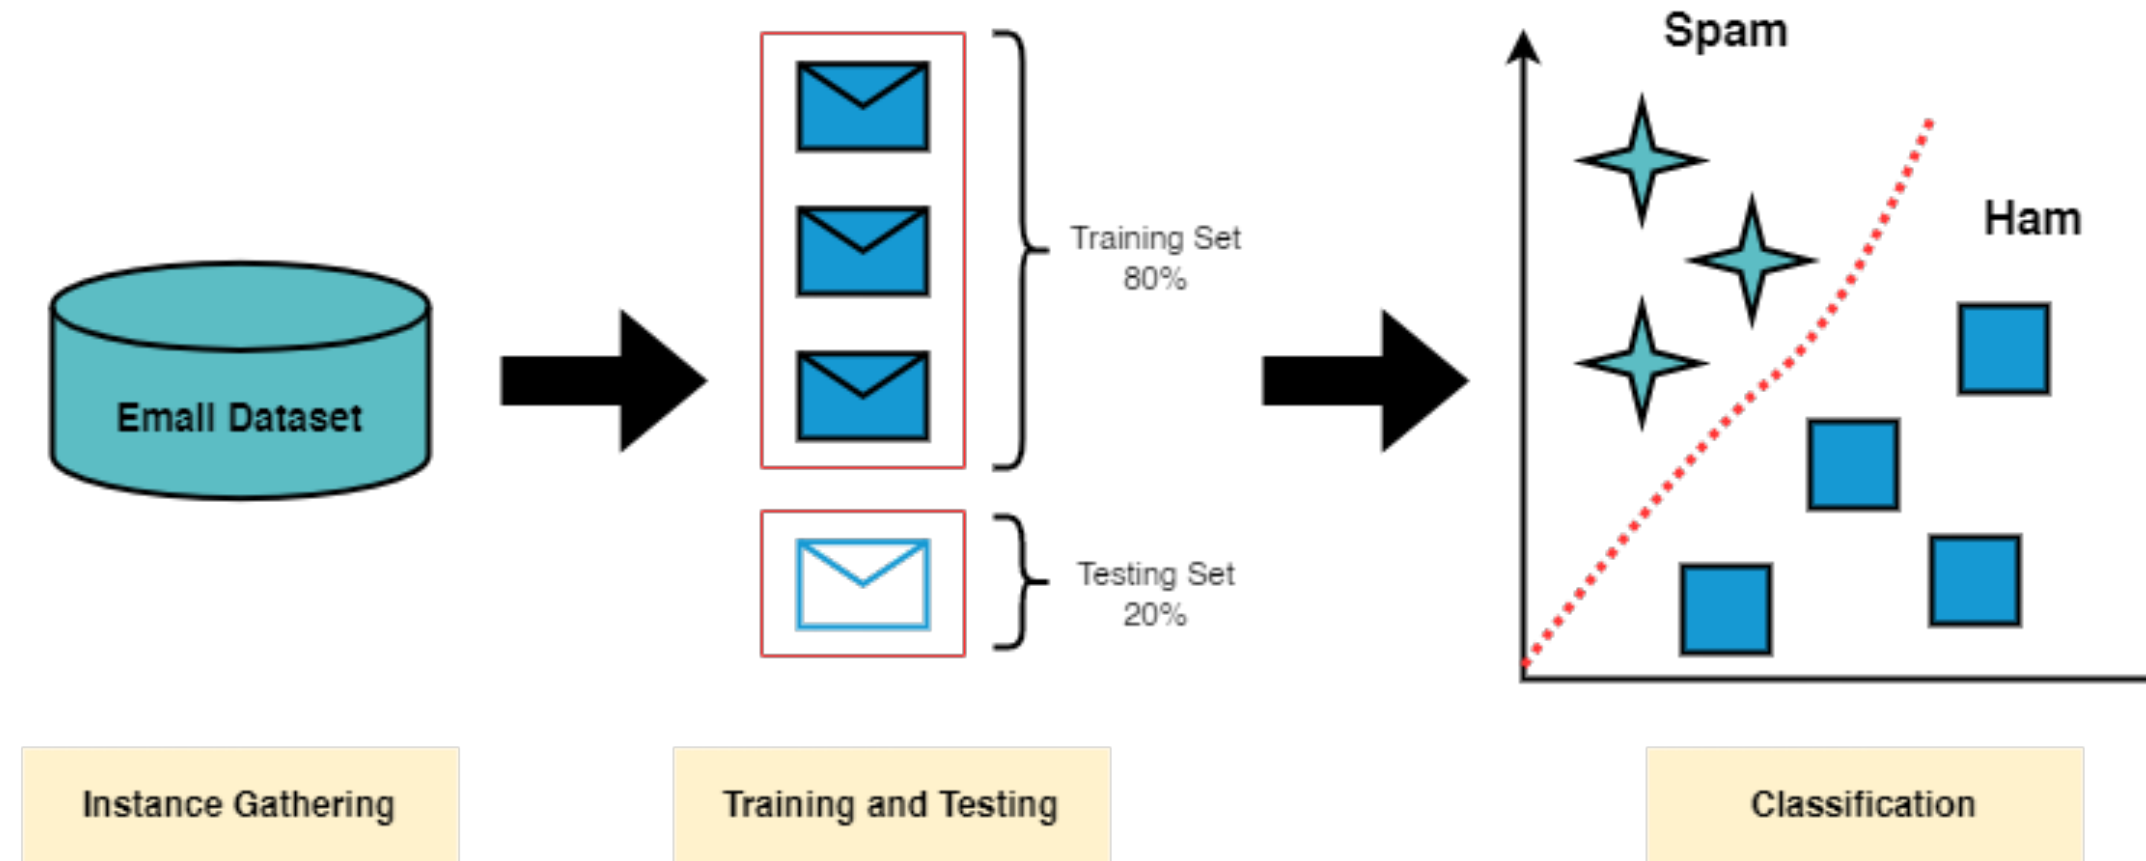 Spam
Ham
Training Set
80%
Email Dataset
Testing Set
20%
Instance Gathering
Training and Testing
Classification